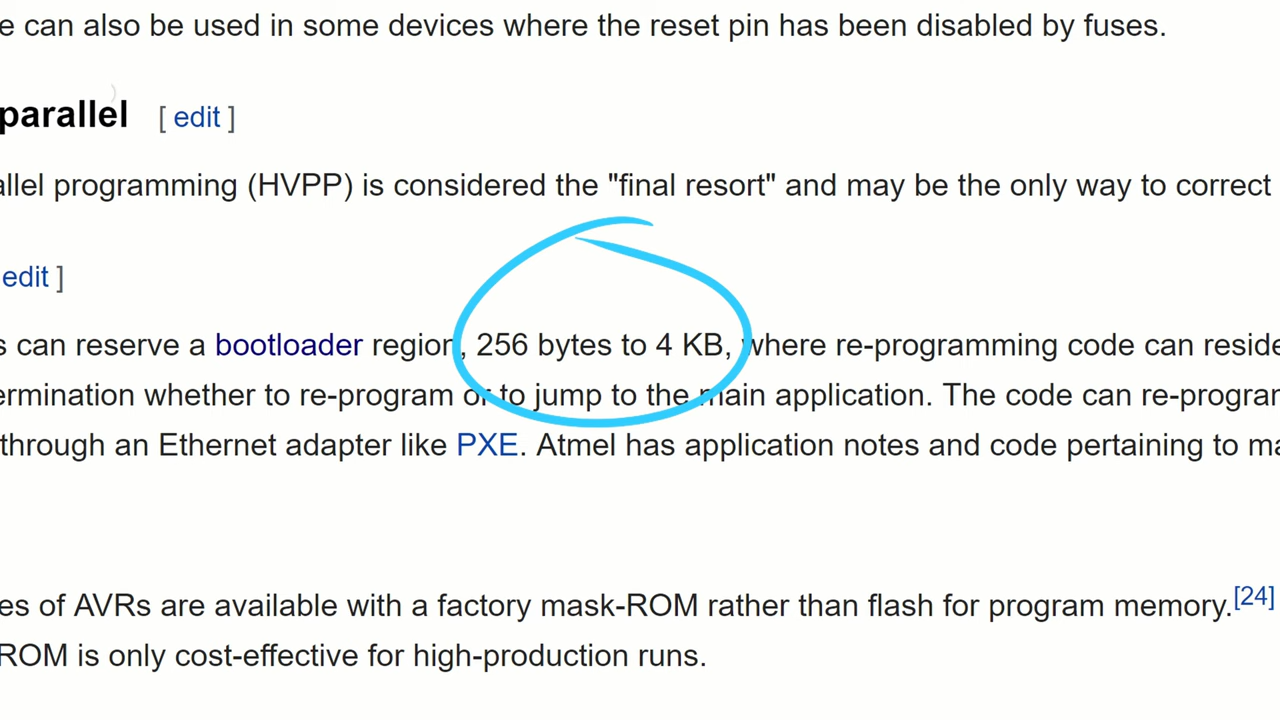 e can also be used in some devices where the reset pin has been disabled by fuses.
parallel [ edit ]
allel programming (HVPP) is considered the "final resort" and may be the only way to correct
edit ]
s can reserve a bootloader region, 256 bytes to 4 KB, where re-programming code can reside
ermination whether to re-program or to jump to the main application. The code can re-program
through an Ethernet adapter like PXE. Atmel has application notes and code pertaining to ma
es of AVRs are available with a factory mask-ROM rather than flash for program memory.[24]
ROM is only cost-effective for high-production runs.